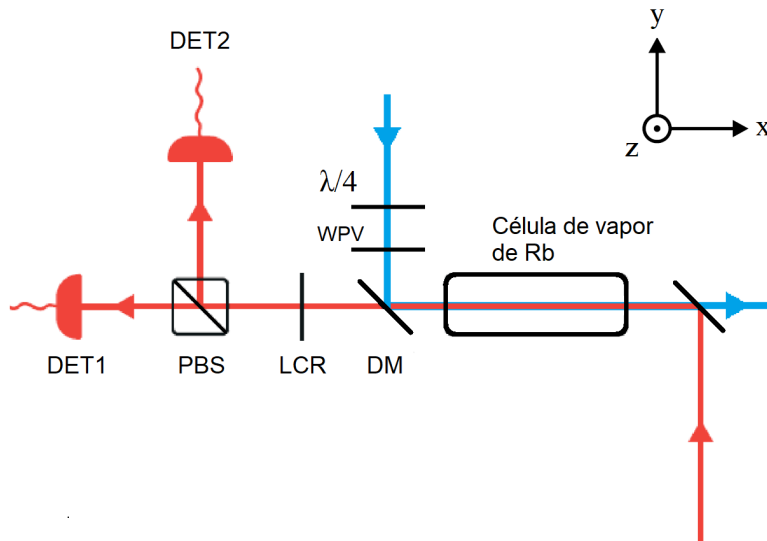 DET2
y
x
z
λ/4
WPV
Célula de vapor
de Rb
DET1
PBS
LCR
DM